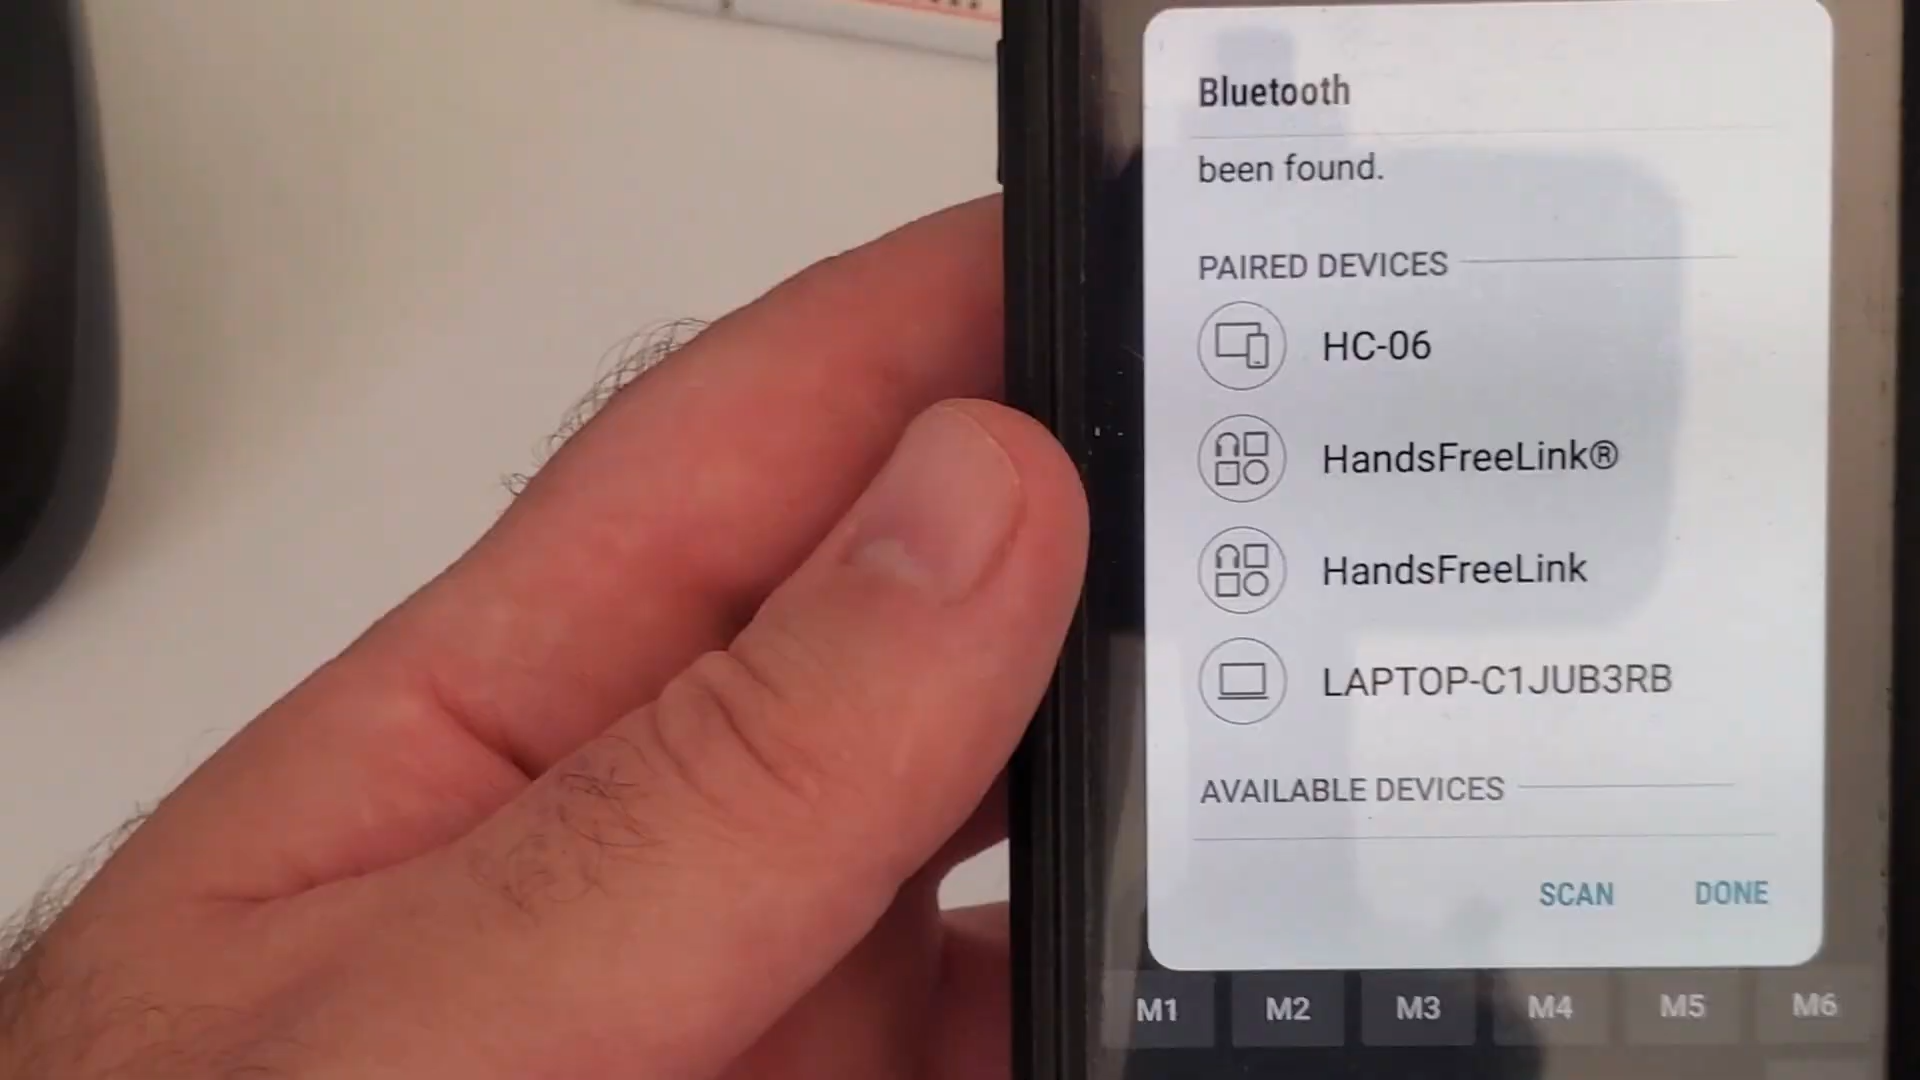 Bluetooth
been found.
PAIRED DEVICES
HC-06
HandsFreeLink®
HandsFreeLink
LAPTOP-C1JUB3RB
AVAILABLE DEVICES
SCAN DONE
M1 M2 M3 M4 M5 M6